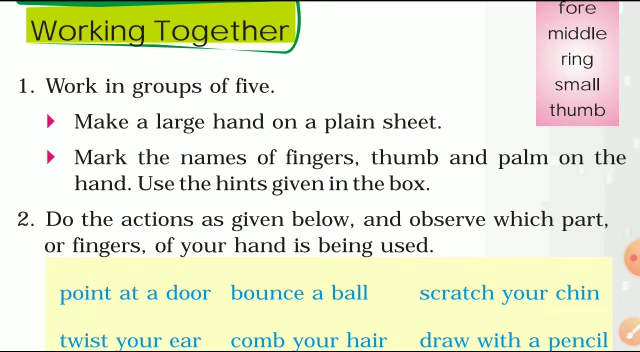 Working Together
fore
middle
ring
small
thumb
1. Work in groups of five.
Make a large hand on a plain sheet.
Mark the names of fingers, thumb and palm on the
hand. Use the hints given in the box.
2. Do the actions as given below, and observe which part,
or fingers, of your hand is being used.
point at a door bounce a ball scratch your chin
twist your ear comb your hair draw with a pencil